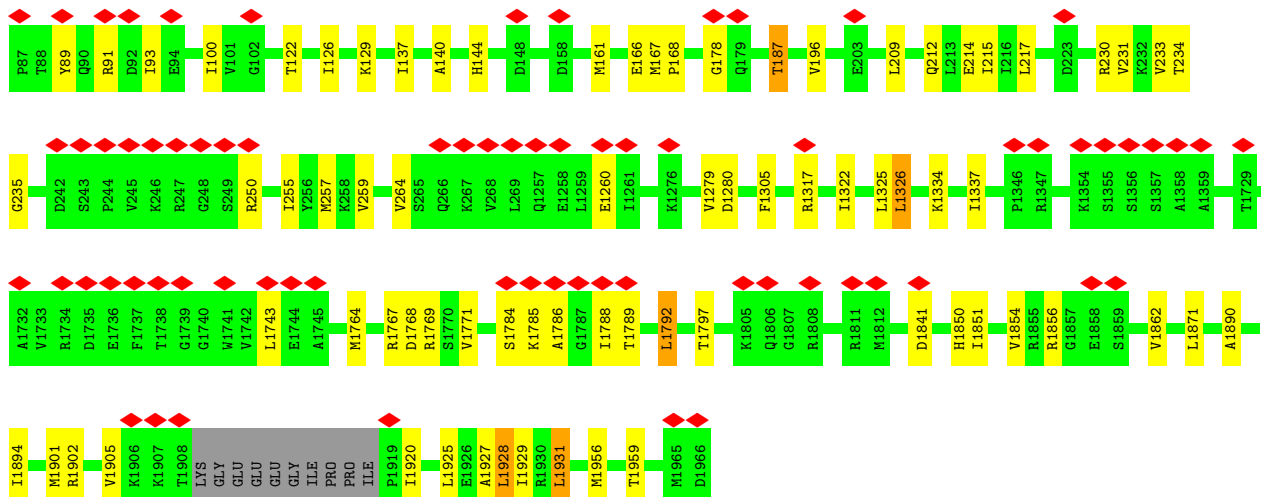 P87 T88 Y89 Q90 R91 D92 I93 E94 I100 V101 G102 T122 I126 K129 I137 A140 H144 D148 D158 M161 E166 M167 P168 G178 Q179 T187 V196 E203 L209 Q212 L213 E214 I215 I216 L217 D223 R230 V231 K232 V233 T234
G235 D242 S243 P244 V245 K246 R247 G248 S249 R250 I255 Y256 M257 K258 V259 V264 S265 Q266 K267 V268 L269 Q1257 E1258 L1259 E1260 I1261 K1276 V1279 D1280 F1305 R1317 I1322 L1325 L1326 K1334 I1337 P1346 R1347 K1354 S1355 S1356 S1357 A1358 A1359 T1729
A1732 V1733 R1734 D1735 E1736 F1737 T1738 G1739 G1740 W1741 V1742 L1743 E1744 A1745 M1764 R1767 D1768 R1769 S1770 V1771 S1784 K1785 A1786 G1787 I1788 T1789 L1792 T1797 K1805 Q1806 G1807 R1808 R1811 M1812 D1841 H1850 I1851 V1854 R1855 R1856 G1857 E1858 S1859 V1862 L1871 A1890
I1894 M1901 R1902 V1905 K1906 K1907 T1908 LYS GLY GLU GLU GLU GLY ILE PRO PRO ILE P1919 I1920 L1925 E1926 A1927 L1928 I1929 R1930 L1931 M1956 T1959 M1965 D1966